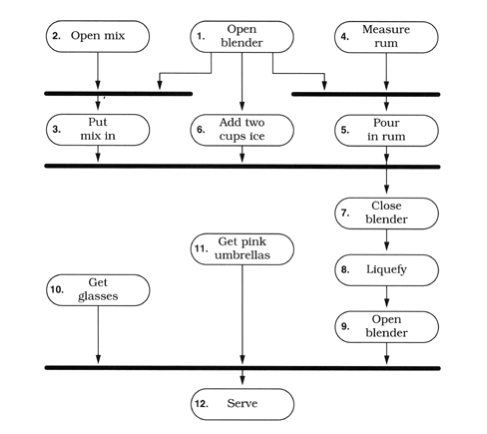 2. Open mix
1. Open
blender
4. Measure
rum
3. Put
mix in
6. Add two
cups ice
5. Pour
in rum
7. Close
blender
11. Get pink
umbrellas
8. Liquefy
10. Get
glasses
9. Open
blender
12. Serve